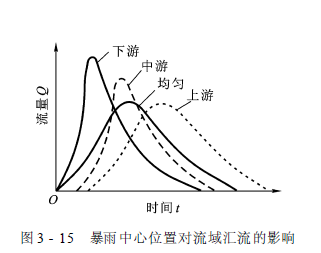 下游
中游
均匀
上游
流量Q
O
时间t
图3-15 暴雨中心位置对流域汇流的影响